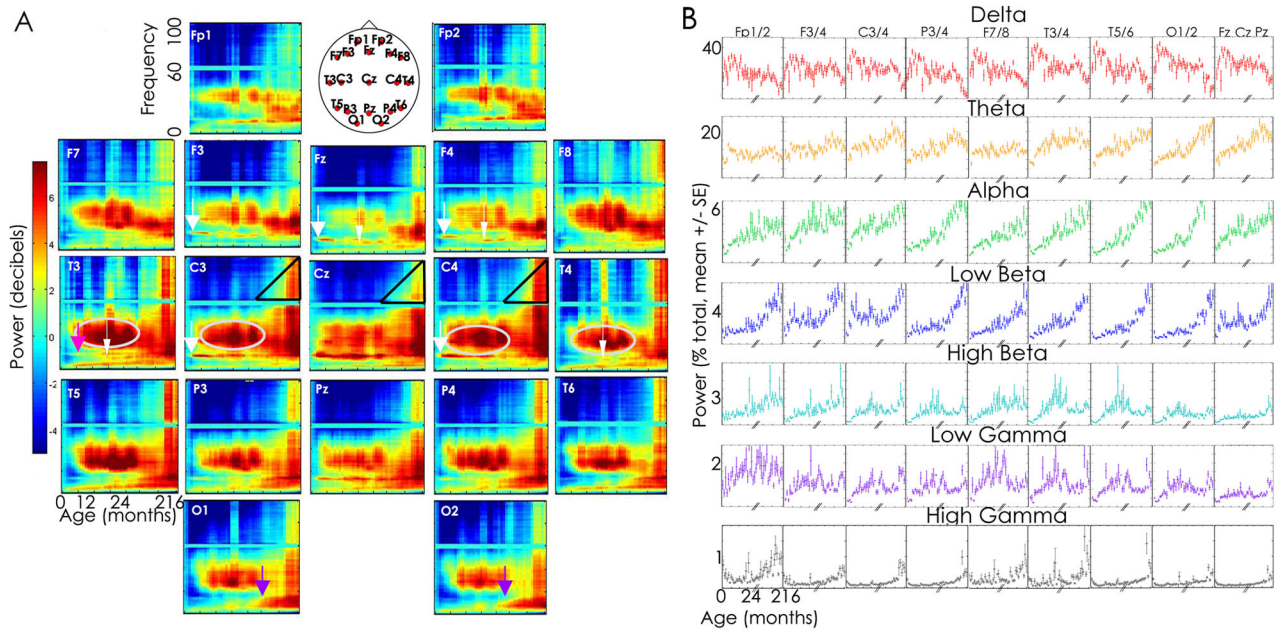 A
Frequency
100
60
0
Fp1
Fp1 Fp2
F7 F3 Fz F4 F8
T3 C3 Cz C4 T4
T5 P3 Pz P4 T6
O1 O2
Fp2
F7
F3
Fz
F4
F8
Power (decibels)
6
4
2
0
-2
-4
T3
C3
Cz
C4
T4
T5
P3
Pz
P4
T6
0 12 24 216
Age (months)
O1
O2
B
Delta
Fp1/2 F3/4 C3/4 P3/4 F7/8 T3/4 T5/6 O1/2 Fz Cz Pz
40
Theta
20
Alpha
6
Low Beta
4
Power (% total, mean +/- SE)
High Beta
3
Low Gamma
2
High Gamma
1
0 24 216
Age (months)